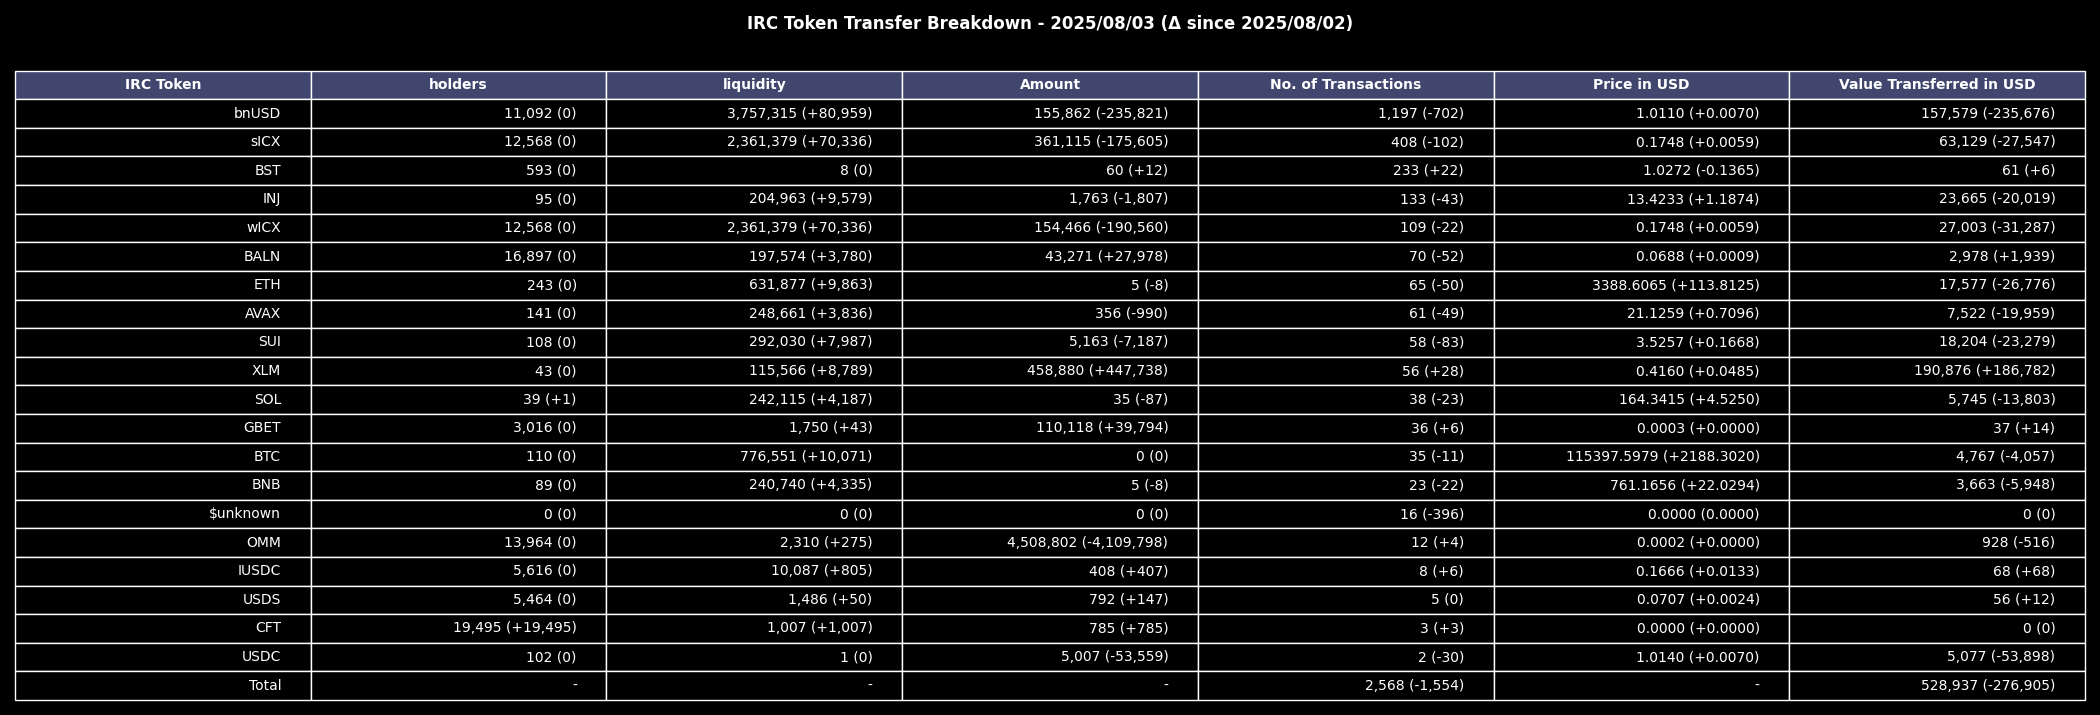 IRC Token Transfer Breakdown - 2025/08/03 (Δ since 2025/08/02)
IRC Token holders liquidity Amount No. of Transactions Price in USD Value Transferred in USD
bnUSD 11,092 (0) 3,757,315 (+80,959) 155,862 (-235,821) 1,197 (-702) 1.0110 (+0.0070) 157,579 (-235,676)
sICX 12,568 (0) 2,361,379 (+70,336) 361,115 (-175,605) 408 (-102) 0.1748 (+0.0059) 63,129 (-27,547)
BST 593 (0) 8 (0) 60 (+12) 233 (+22) 1.0272 (-0.1365) 61 (+6)
INJ 95 (0) 204,963 (+9,579) 1,763 (-1,807) 133 (-43) 13.4233 (+1.1874) 23,665 (-20,019)
wICX 12,568 (0) 2,361,379 (+70,336) 154,466 (-190,560) 109 (-22) 0.1748 (+0.0059) 27,003 (-31,287)
BALN 16,897 (0) 197,574 (+3,780) 43,271 (+27,978) 70 (-52) 0.0688 (+0.0009) 2,978 (+1,939)
ETH 243 (0) 631,877 (+9,863) 5 (-8) 65 (-50) 3388.6065 (+113.8125) 17,577 (-26,776)
AVAX 141 (0) 248,661 (+3,836) 356 (-990) 61 (-49) 21.1259 (+0.7096) 7,522 (-19,959)
SUI 108 (0) 292,030 (+7,987) 5,163 (-7,187) 58 (-83) 3.5257 (+0.1668) 18,204 (-23,279)
XLM 43 (0) 115,566 (+8,789) 458,880 (+447,738) 56 (+28) 0.4160 (+0.0485) 190,876 (+186,782)
SOL 39 (+1) 242,115 (+4,187) 35 (-87) 38 (-23) 164.3415 (+4.5250) 5,745 (-13,803)
GBET 3,016 (0) 1,750 (+43) 110,118 (+39,794) 36 (+6) 0.0003 (+0.0000) 37 (+14)
BTC 110 (0) 776,551 (+10,071) 0 (0) 35 (-11) 115397.5979 (+2188.3020) 4,767 (-4,057)
BNB 89 (0) 240,740 (+4,335) 5 (-8) 23 (-22) 761.1656 (+22.0294) 3,663 (-5,948)
$unknown 0 (0) 0 (0) 0 (0) 16 (-396) 0.0000 (0.0000) 0 (0)
OMM 13,964 (0) 2,310 (+275) 4,508,802 (-4,109,798) 12 (+4) 0.0002 (+0.0000) 928 (-516)
IUSDC 5,616 (0) 10,087 (+805) 408 (+407) 8 (+6) 0.1666 (+0.0133) 68 (+68)
USDS 5,464 (0) 1,486 (+50) 792 (+147) 5 (0) 0.0707 (+0.0024) 56 (+12)
CFT 19,495 (+19,495) 1,007 (+1,007) 785 (+785) 3 (+3) 0.0000 (+0.0000) 0 (0)
USDC 102 (0) 1 (0) 5,007 (-53,559) 2 (-30) 1.0140 (+0.0070) 5,077 (-53,898)
Total - - - 2,568 (-1,554) - 528,937 (-276,905)